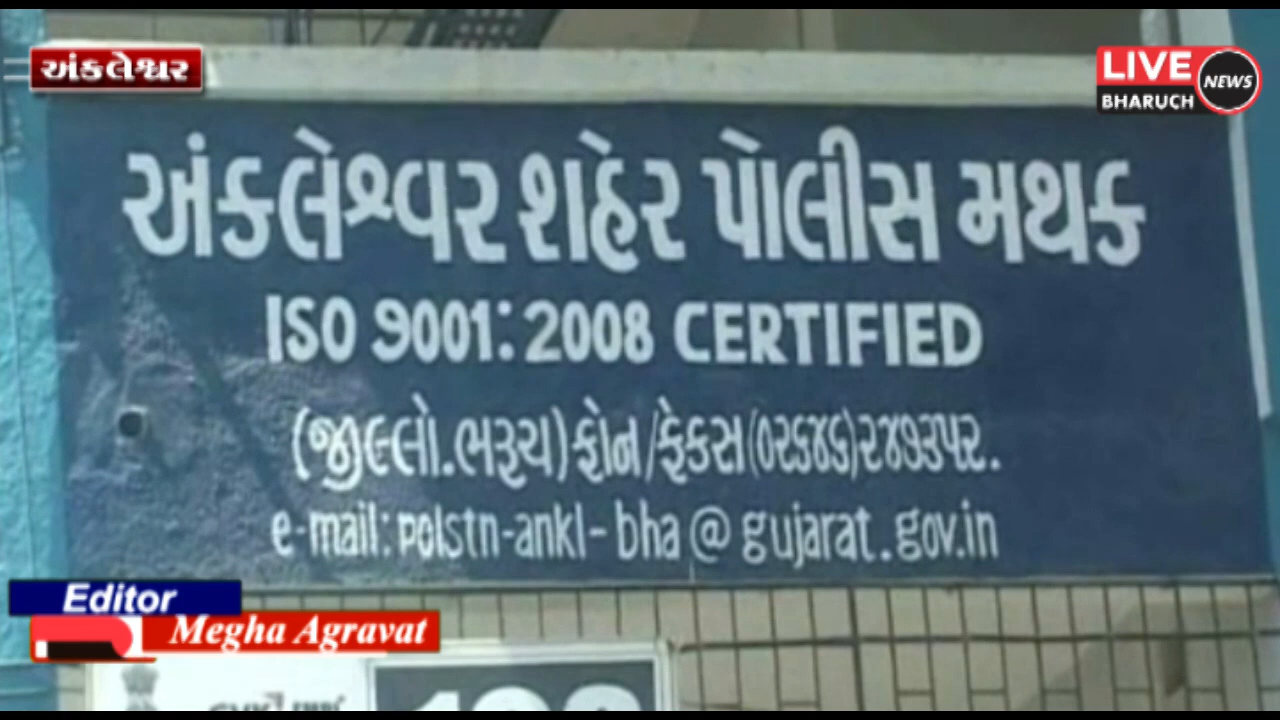 અંકલેશ્વર
LIVE
BHARUCH
NEWS
અંકલેશ્વર શહેર પોલીસ મથક
ISO 9001:2008 CERTIFIED
(જીલ્લો.ભરૂચ)ફોન/ફેકસ(૦૨૬૪૬)૨૪૭૩૫૨.
e-mail: polstn-ankl-bha@gujarat.gov.in
Editor
Megha Agravat